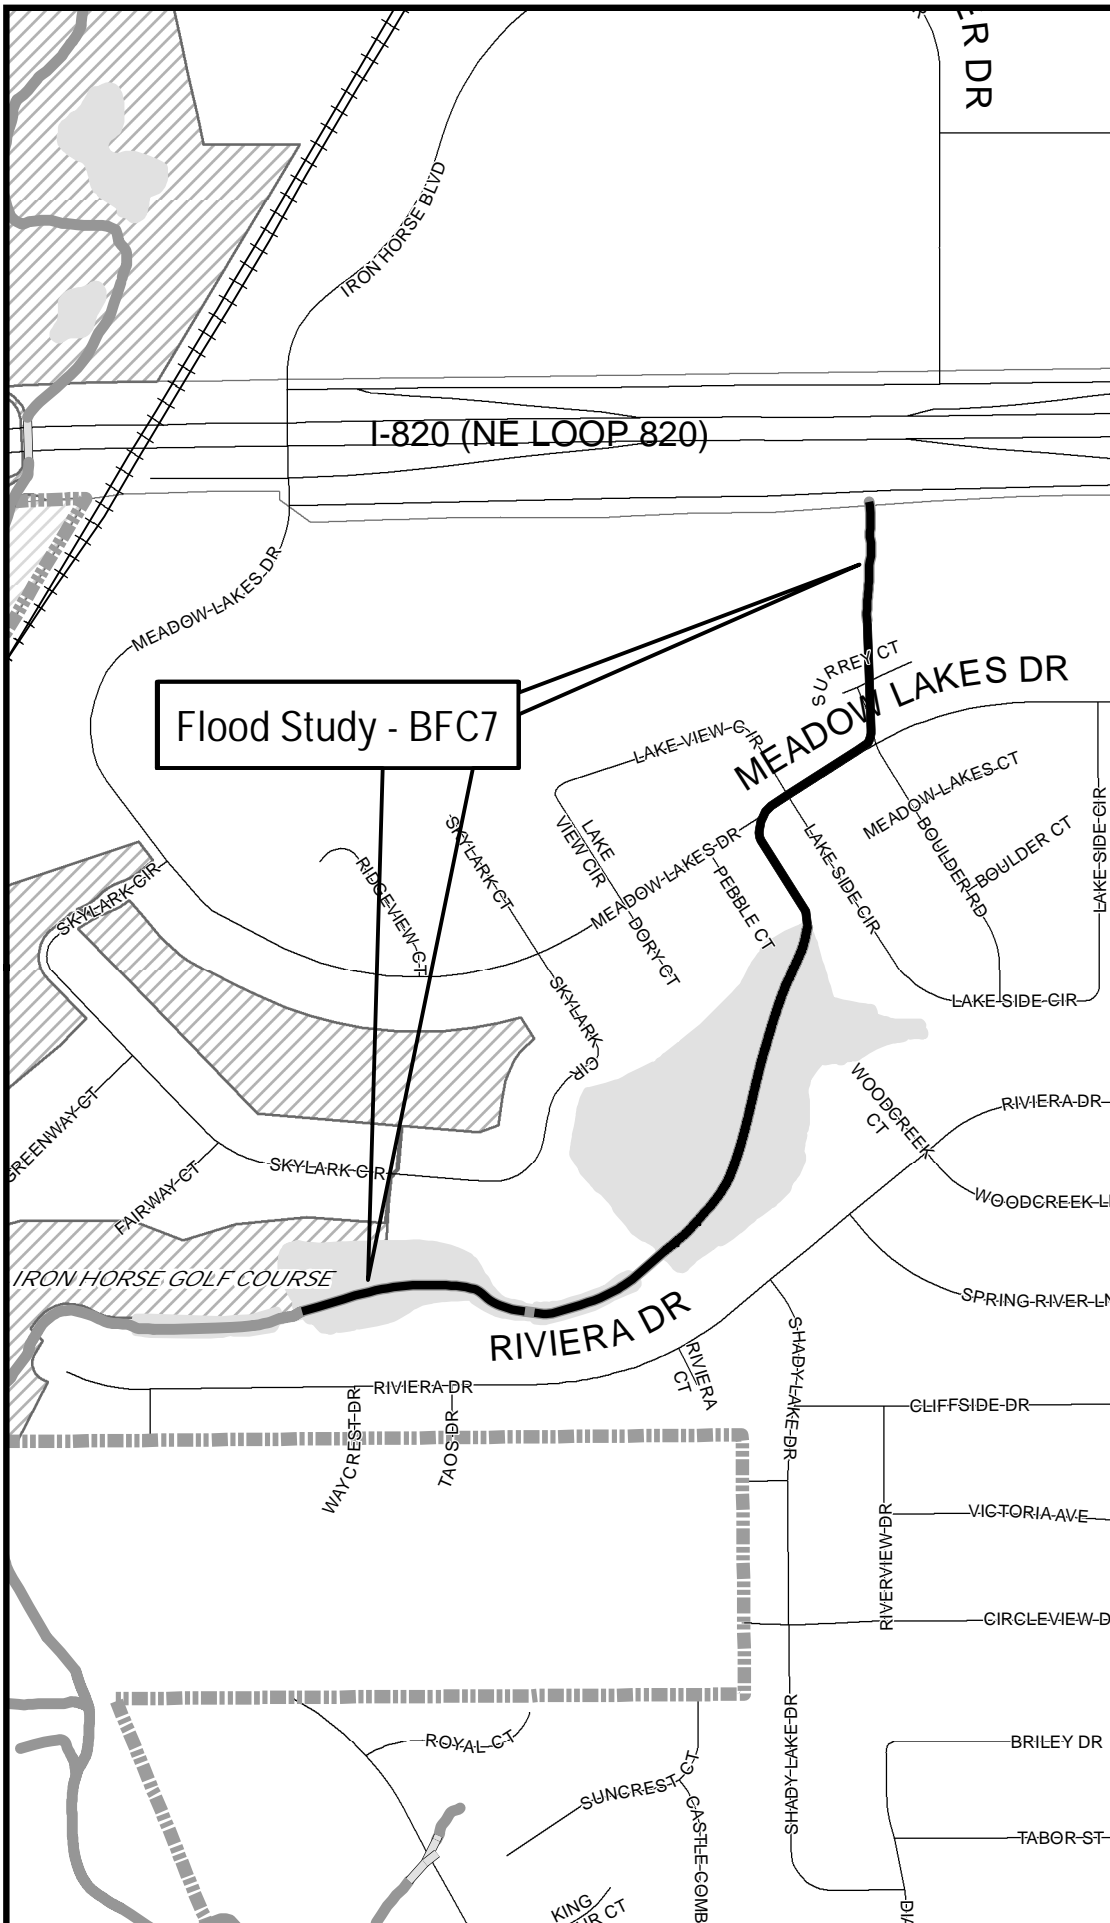 ER DR
IRON HORSE BLVD
I-820 (NE LOOP 820)
MEADOW LAKES DR
SURREY CT
MEADOW LAKES DR
Flood Study - BFC7
LAKE VIEW CIR
MEADOW LAKES CT
LAKE SIDE CIR
LAKE
VIEW CIR
SKYLARK CT
BOULDER CT
BOULDER RD
LAKE SIDE CIR
MEADOW LAKES DR
PEBBLE CT
RIDGEVIEW CT
SKYLARK CIR
DORY CT
SKYLARK
CIR
LAKE SIDE CIR
WOODCREEK
CT
RIVIERA DR
GREENWAY CT
FAIRWAY CT
SKYLARK CIR
WOODCREEK L
IRON HORSE GOLF COURSE
SPRING RIVER LN
RIVIERA DR
SHADY LAKE DR
RIVIERA
CT
RIVIERA DR
WAYCREST DR
TAOS DR
CLIFFSIDE DR
VICTORIA AVE
RIVERVIEW DR
CIRCLEVIEW D
SHADY LAKE DR
ROYAL CT
BRILEY DR
SUNCREST CT
CASTLE COMB
TABOR ST
KING
UR CT
DIA